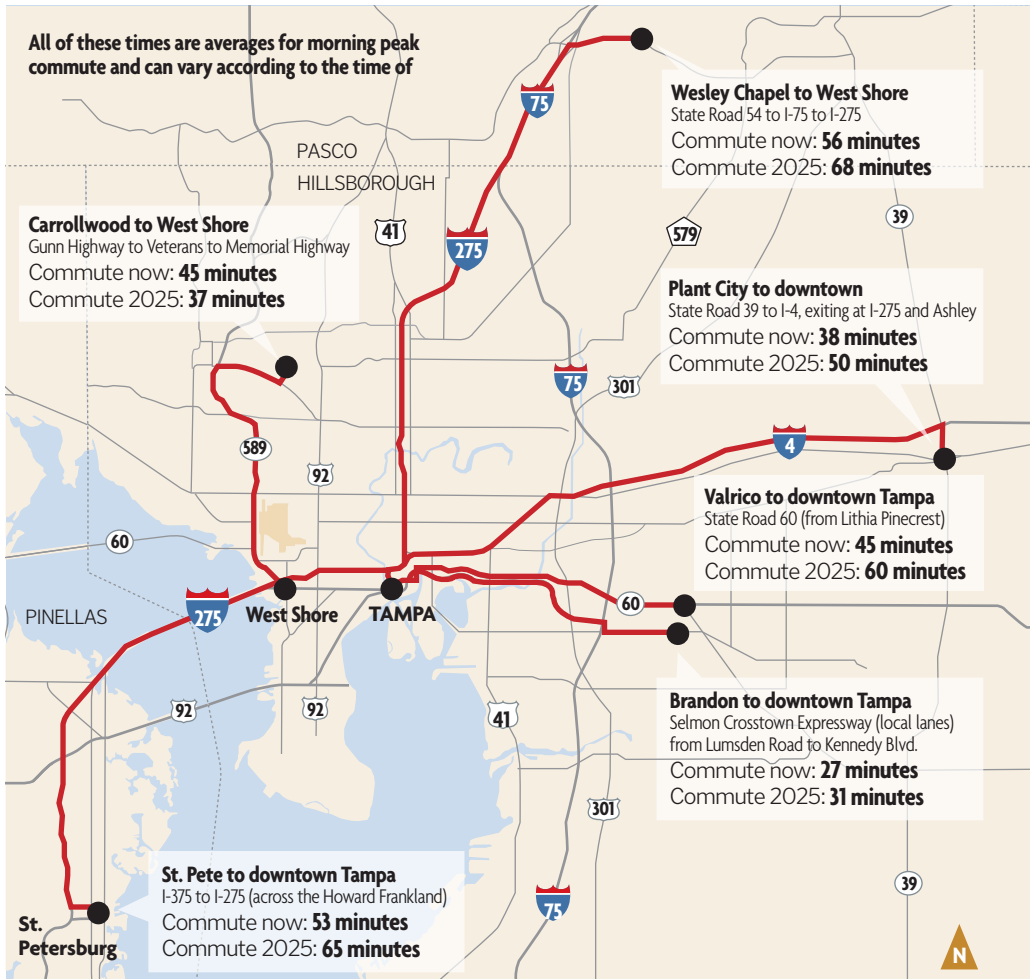 All of these times are averages for morning peak
commute and can vary according to the time of
75
Wesley Chapel to West Shore
State Road 54 to I-75 to I-275
Commute now: 56 minutes
Commute 2025: 68 minutes
PASCO
HILLSBOROUGH
41
275
579
39
Carrollwood to West Shore
Gunn Highway to Veterans to Memorial Highway
Commute now: 45 minutes
Commute 2025: 37 minutes
Plant City to downtown
State Road 39 to I-4, exiting at I-275 and Ashley
Commute now: 38 minutes
Commute 2025: 50 minutes
75
301
589
92
4
Valrico to downtown Tampa
State Road 60 (from Lithia Pinecrest)
Commute now: 45 minutes
Commute 2025: 60 minutes
60
PINELLAS
275
West Shore
TAMPA
60
92
92
41
Brandon to downtown Tampa
Selmon Crosstown Expressway (local lanes)
from Lumsden Road to Kennedy Blvd.
Commute now: 27 minutes
Commute 2025: 31 minutes
301
St. Pete to downtown Tampa
I-375 to I-275 (across the Howard Frankland)
Commute now: 53 minutes
Commute 2025: 65 minutes
75
39
St.
Petersburg
N